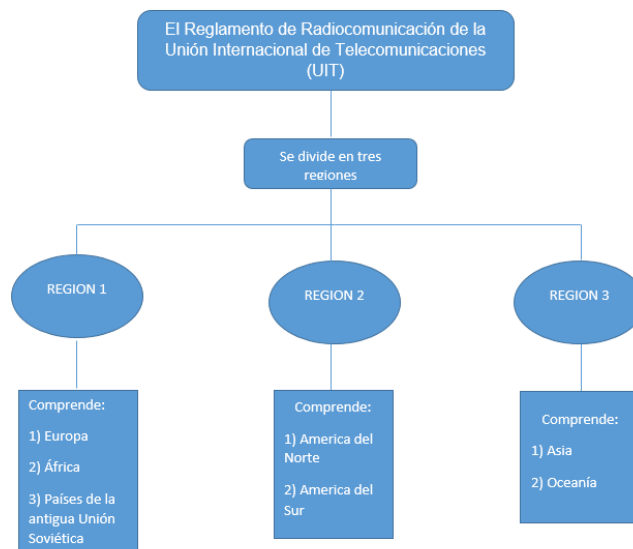 El Reglamento de Radiocomunicación de la
Unión Internacional de Telecomunicaciones
(UIT)
Se divide en tres
regiones
REGION 1
REGION 2
REGION 3
Comprende:
1) Europa
2) África
3) Países de la
antigua Unión
Soviética
Comprende:
1) America del
Norte
2) America del
Sur
Comprende:
1) Asia
2) Oceanía